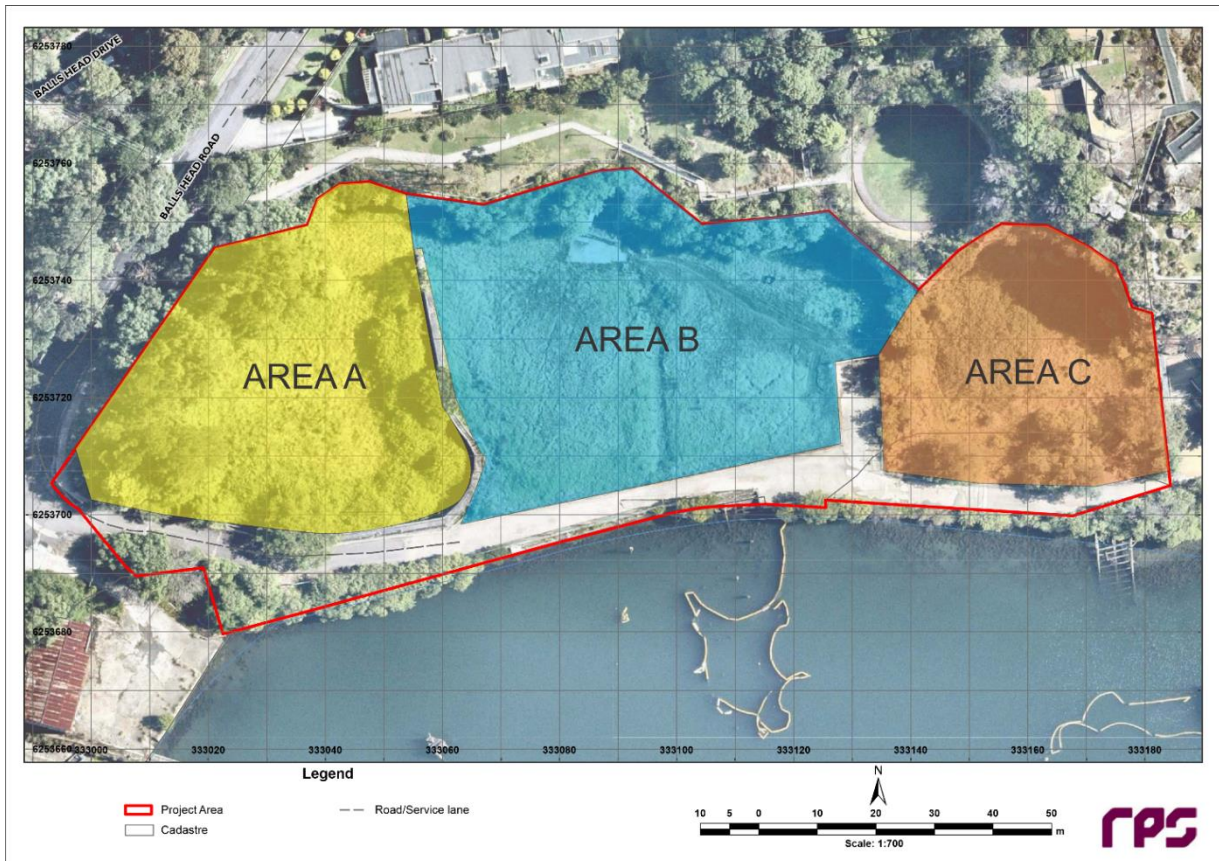 6253780
BALLS HEAD DRIVE
6253760
BALLS HEAD ROAD
6253740
AREA A
AREA B
AREA C
6253720
6253700
6253680
6253660
333000
333020
333040
333060
333080
333100
333120
333140
333160
333180
Legend
Project Area
Road/Service lane
Cadastre
N
10 5 0 10 20 30 40 50
m
Scale: 1:700
rps